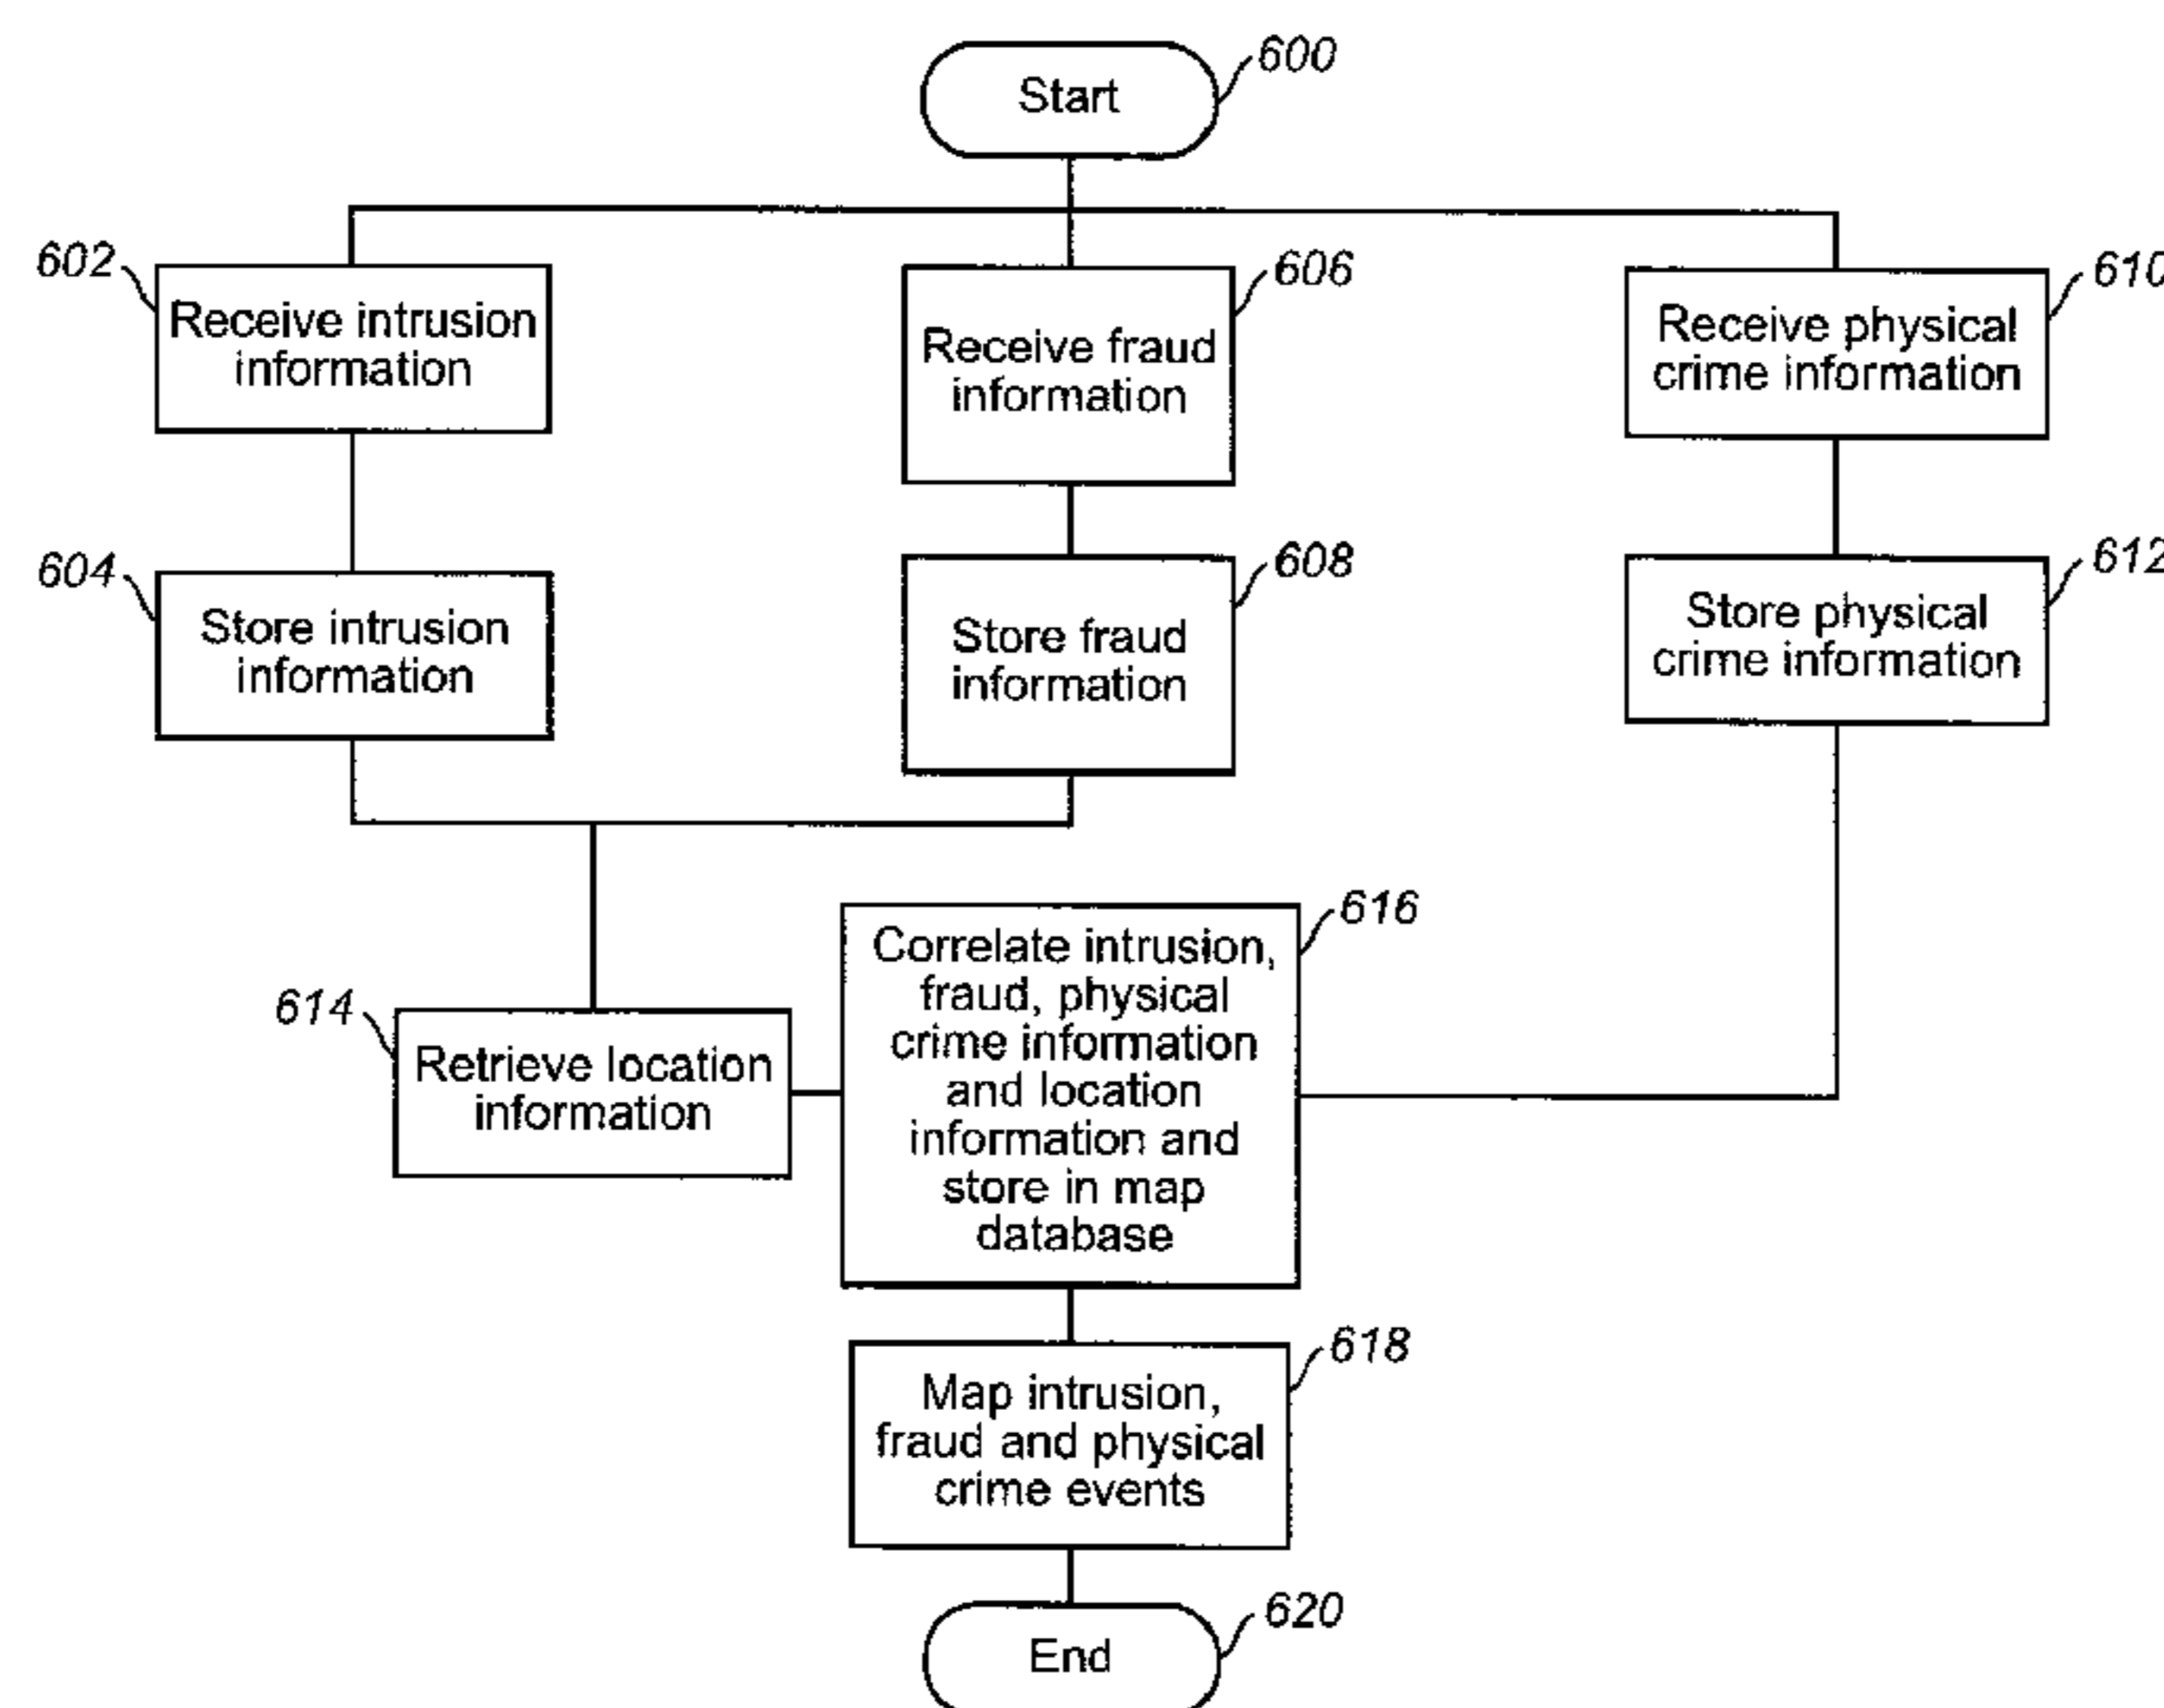 Start
600
602
Receive intrusion
information
606
Receive fraud
information
610
Receive physical
crime information
604
Store intrusion
information
608
Store fraud
information
612
Store physical
crime information
614
Retrieve location
information
616
Correlate intrusion,
fraud, physical
crime information
and location
information and
store in map
database
618
Map intrusion,
fraud and physical
crime events
620
End